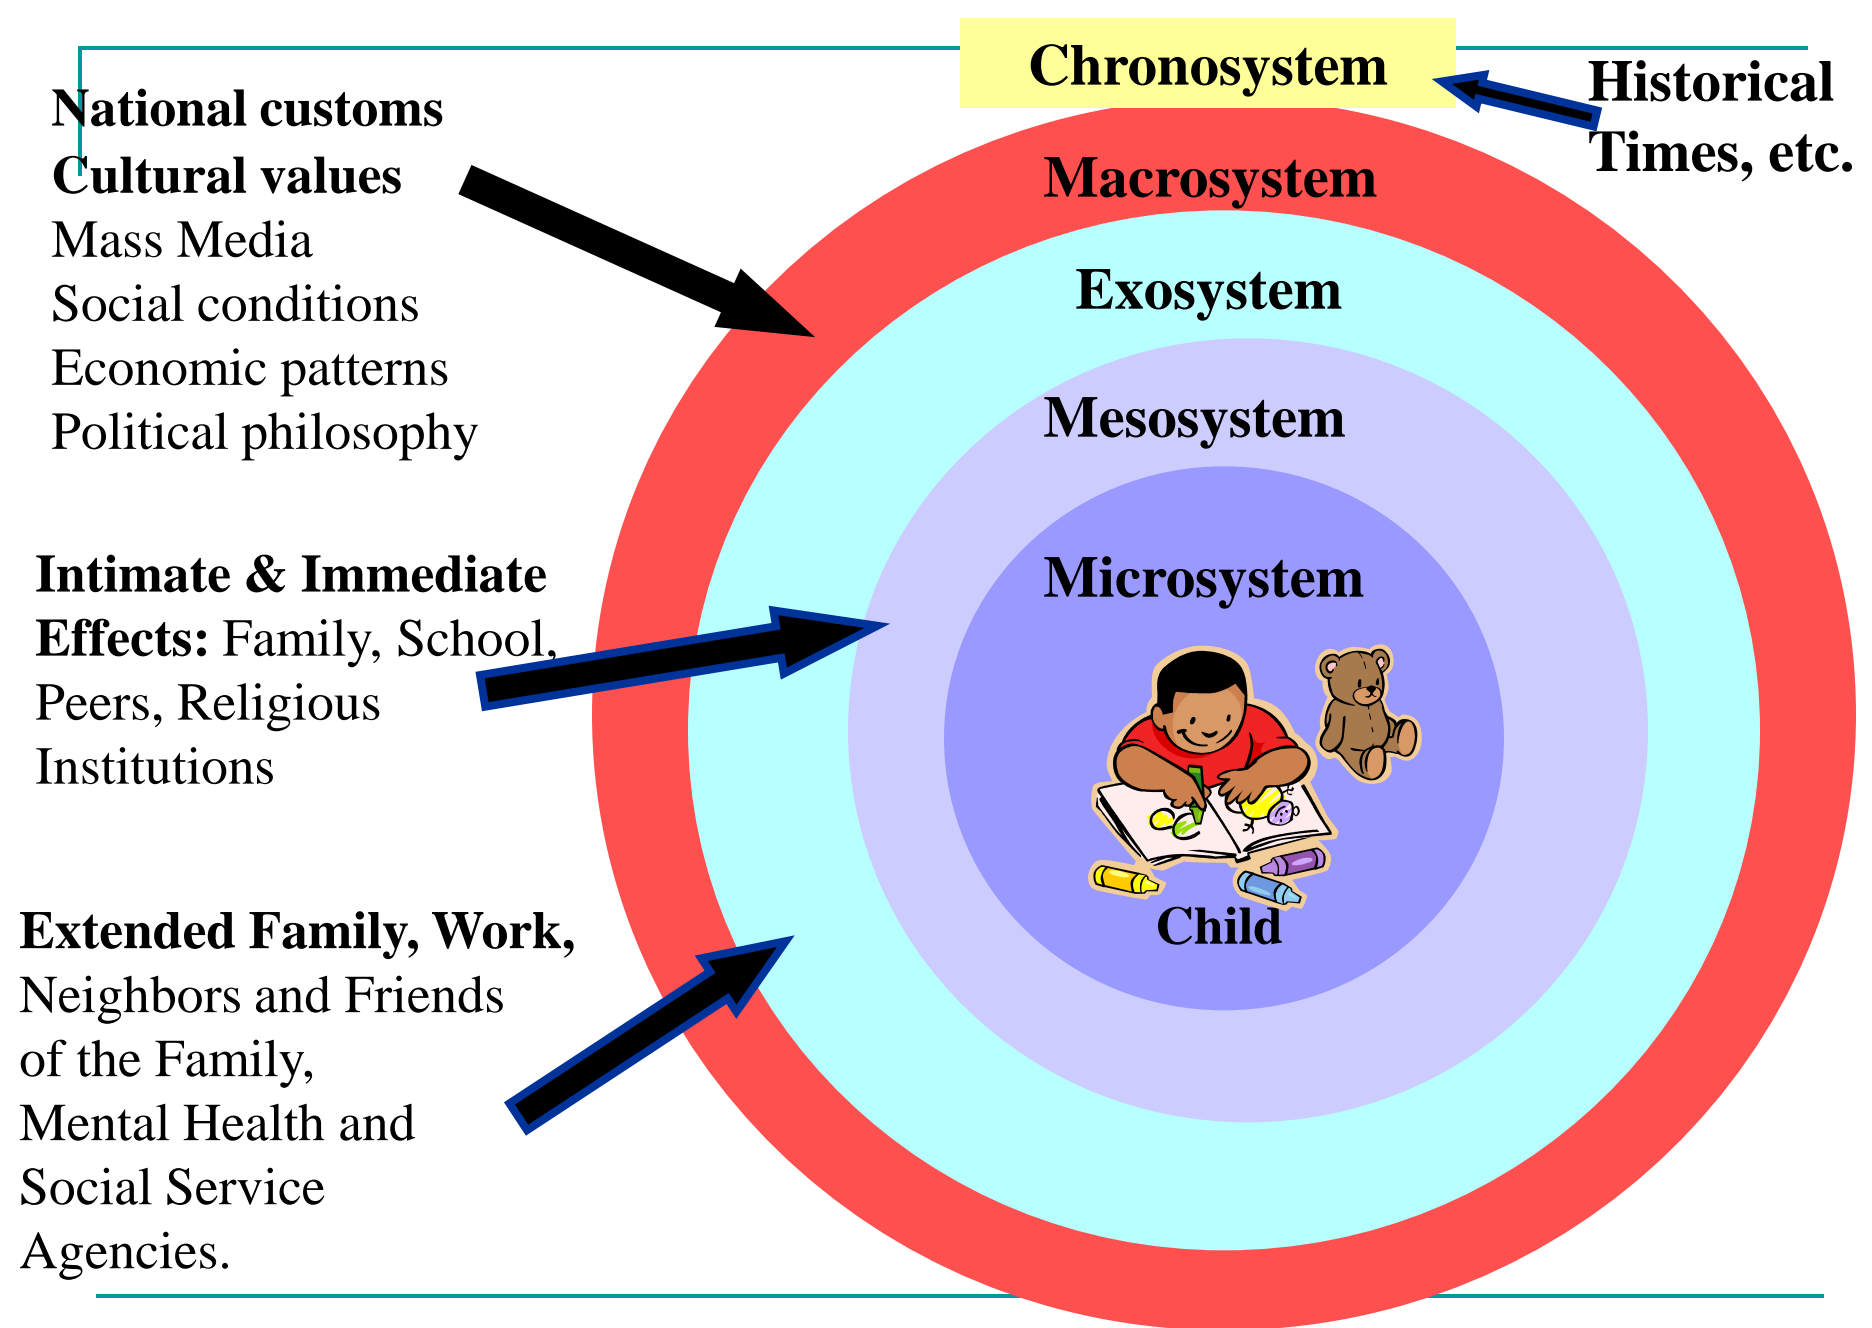 Chronosystem
Historical
Times, etc.
National customs
Cultural values
Mass Media
Social conditions
Economic patterns
Political philosophy
Macrosystem
Exosystem
Mesosystem
Microsystem
Child
Intimate & Immediate
Effects: Family, School,
Peers, Religious
Institutions
Extended Family, Work,
Neighbors and Friends
of the Family,
Mental Health and
Social Service
Agencies.